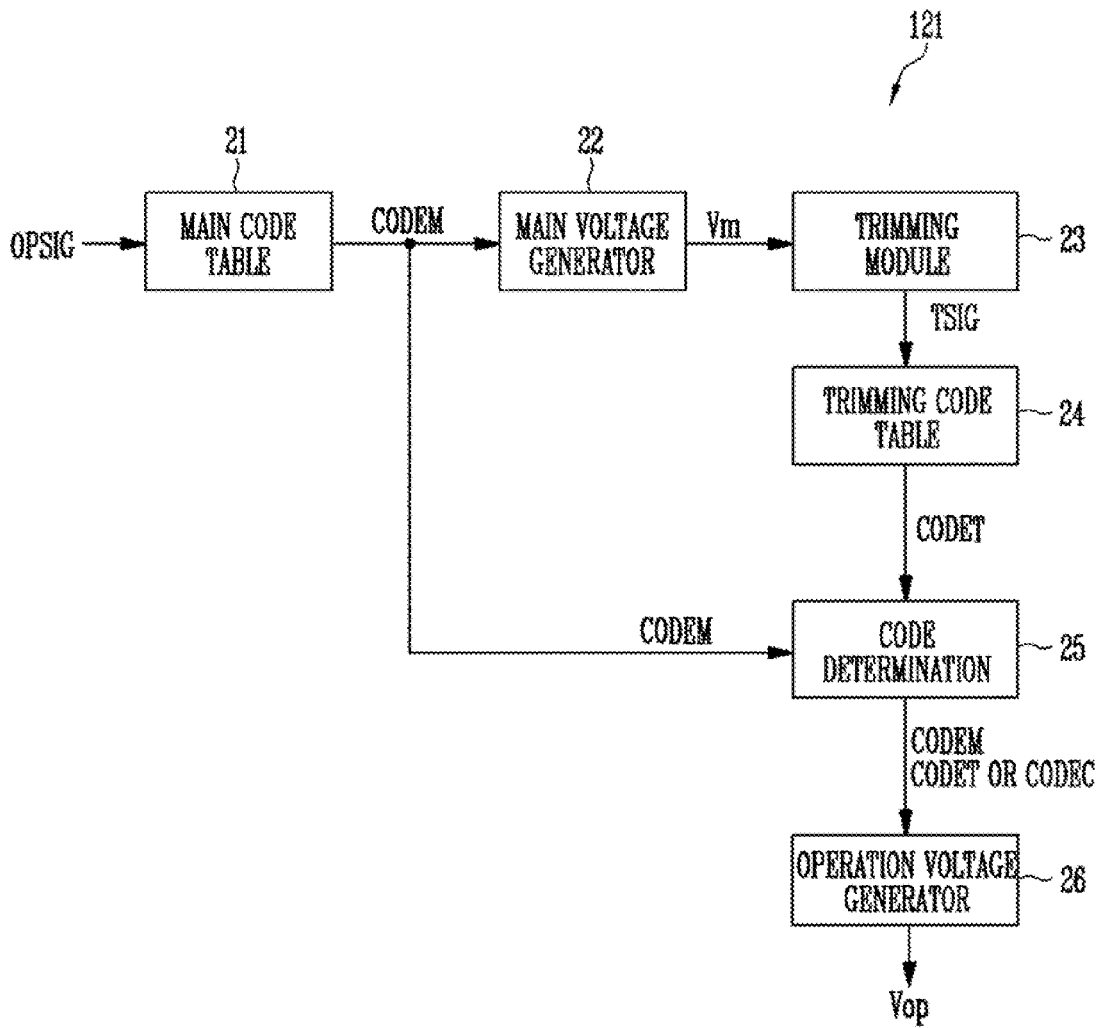 121
21
22
CODEM
MAIN CODE
TABLE
MAIN VOLTAGE
GENERATOR
Vm
TRIMMING
MODULE
23
OPSIG
TSIG
TRIMMING CODE
TABLE
24
CODET
CODEM
CODE
DETERMINATION
25
CODEM
CODET OR CODEC
OPERATION VOLTAGE
GENERATOR
26
Vop